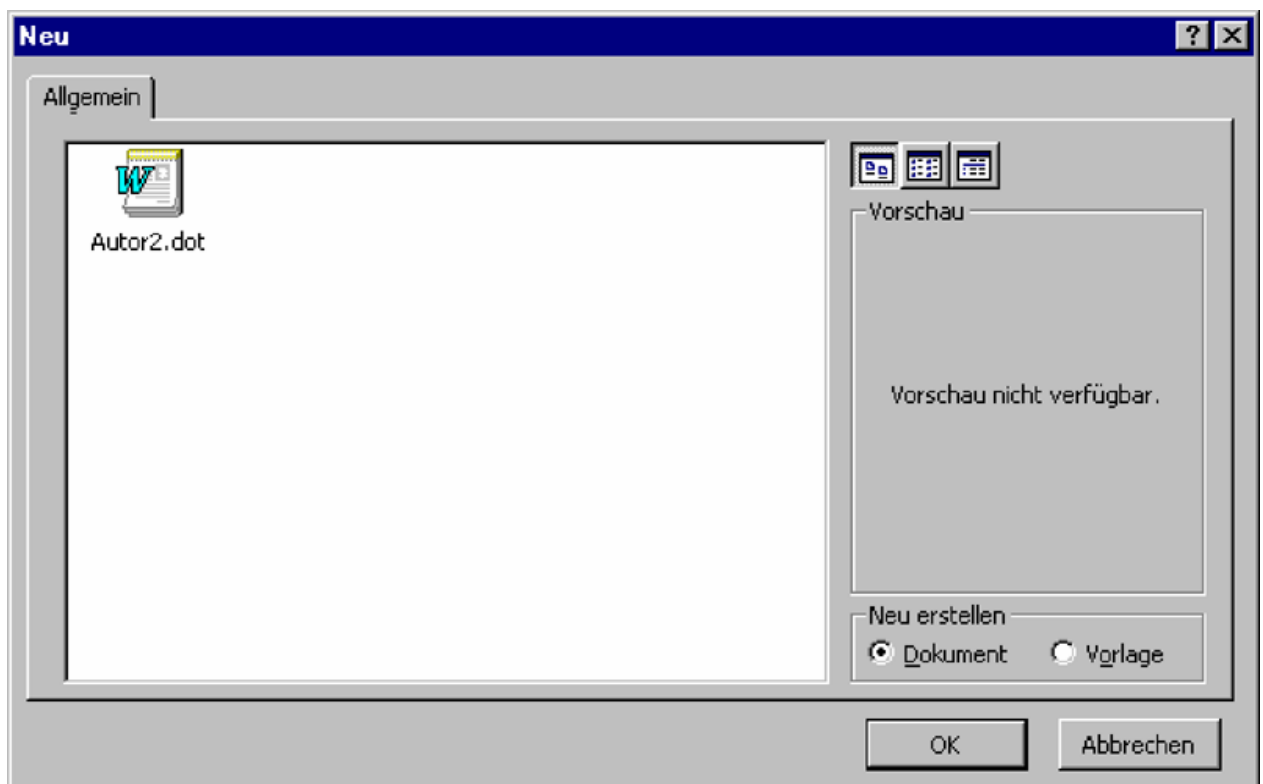 Neu
Allgemein
Autor2.dot
Vorschau
Vorschau nicht verfügbar.
Neu erstellen
Dokument Vorlage
OK Abbrechen